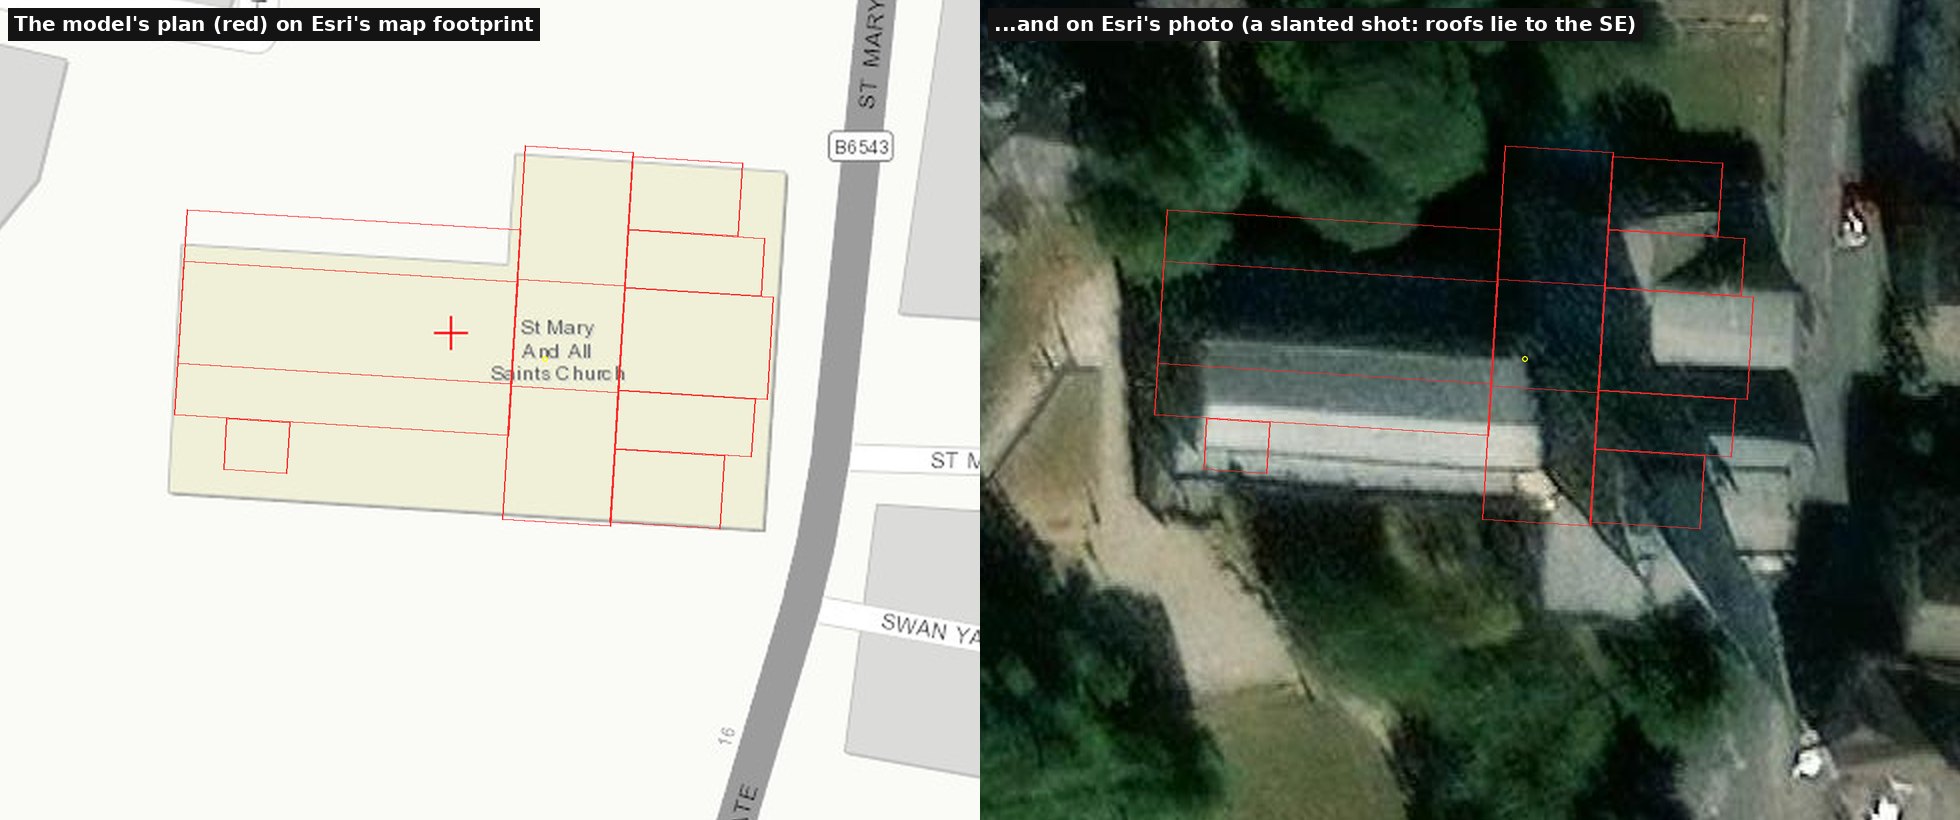 The model's plan (red) on Esri's map footprint
...and on Esri's photo (a slanted shot: roofs lie to the SE)
ST MARY
B6543
St Mary
And All
Saints Church
ST M
SWAN YA
16
ATE